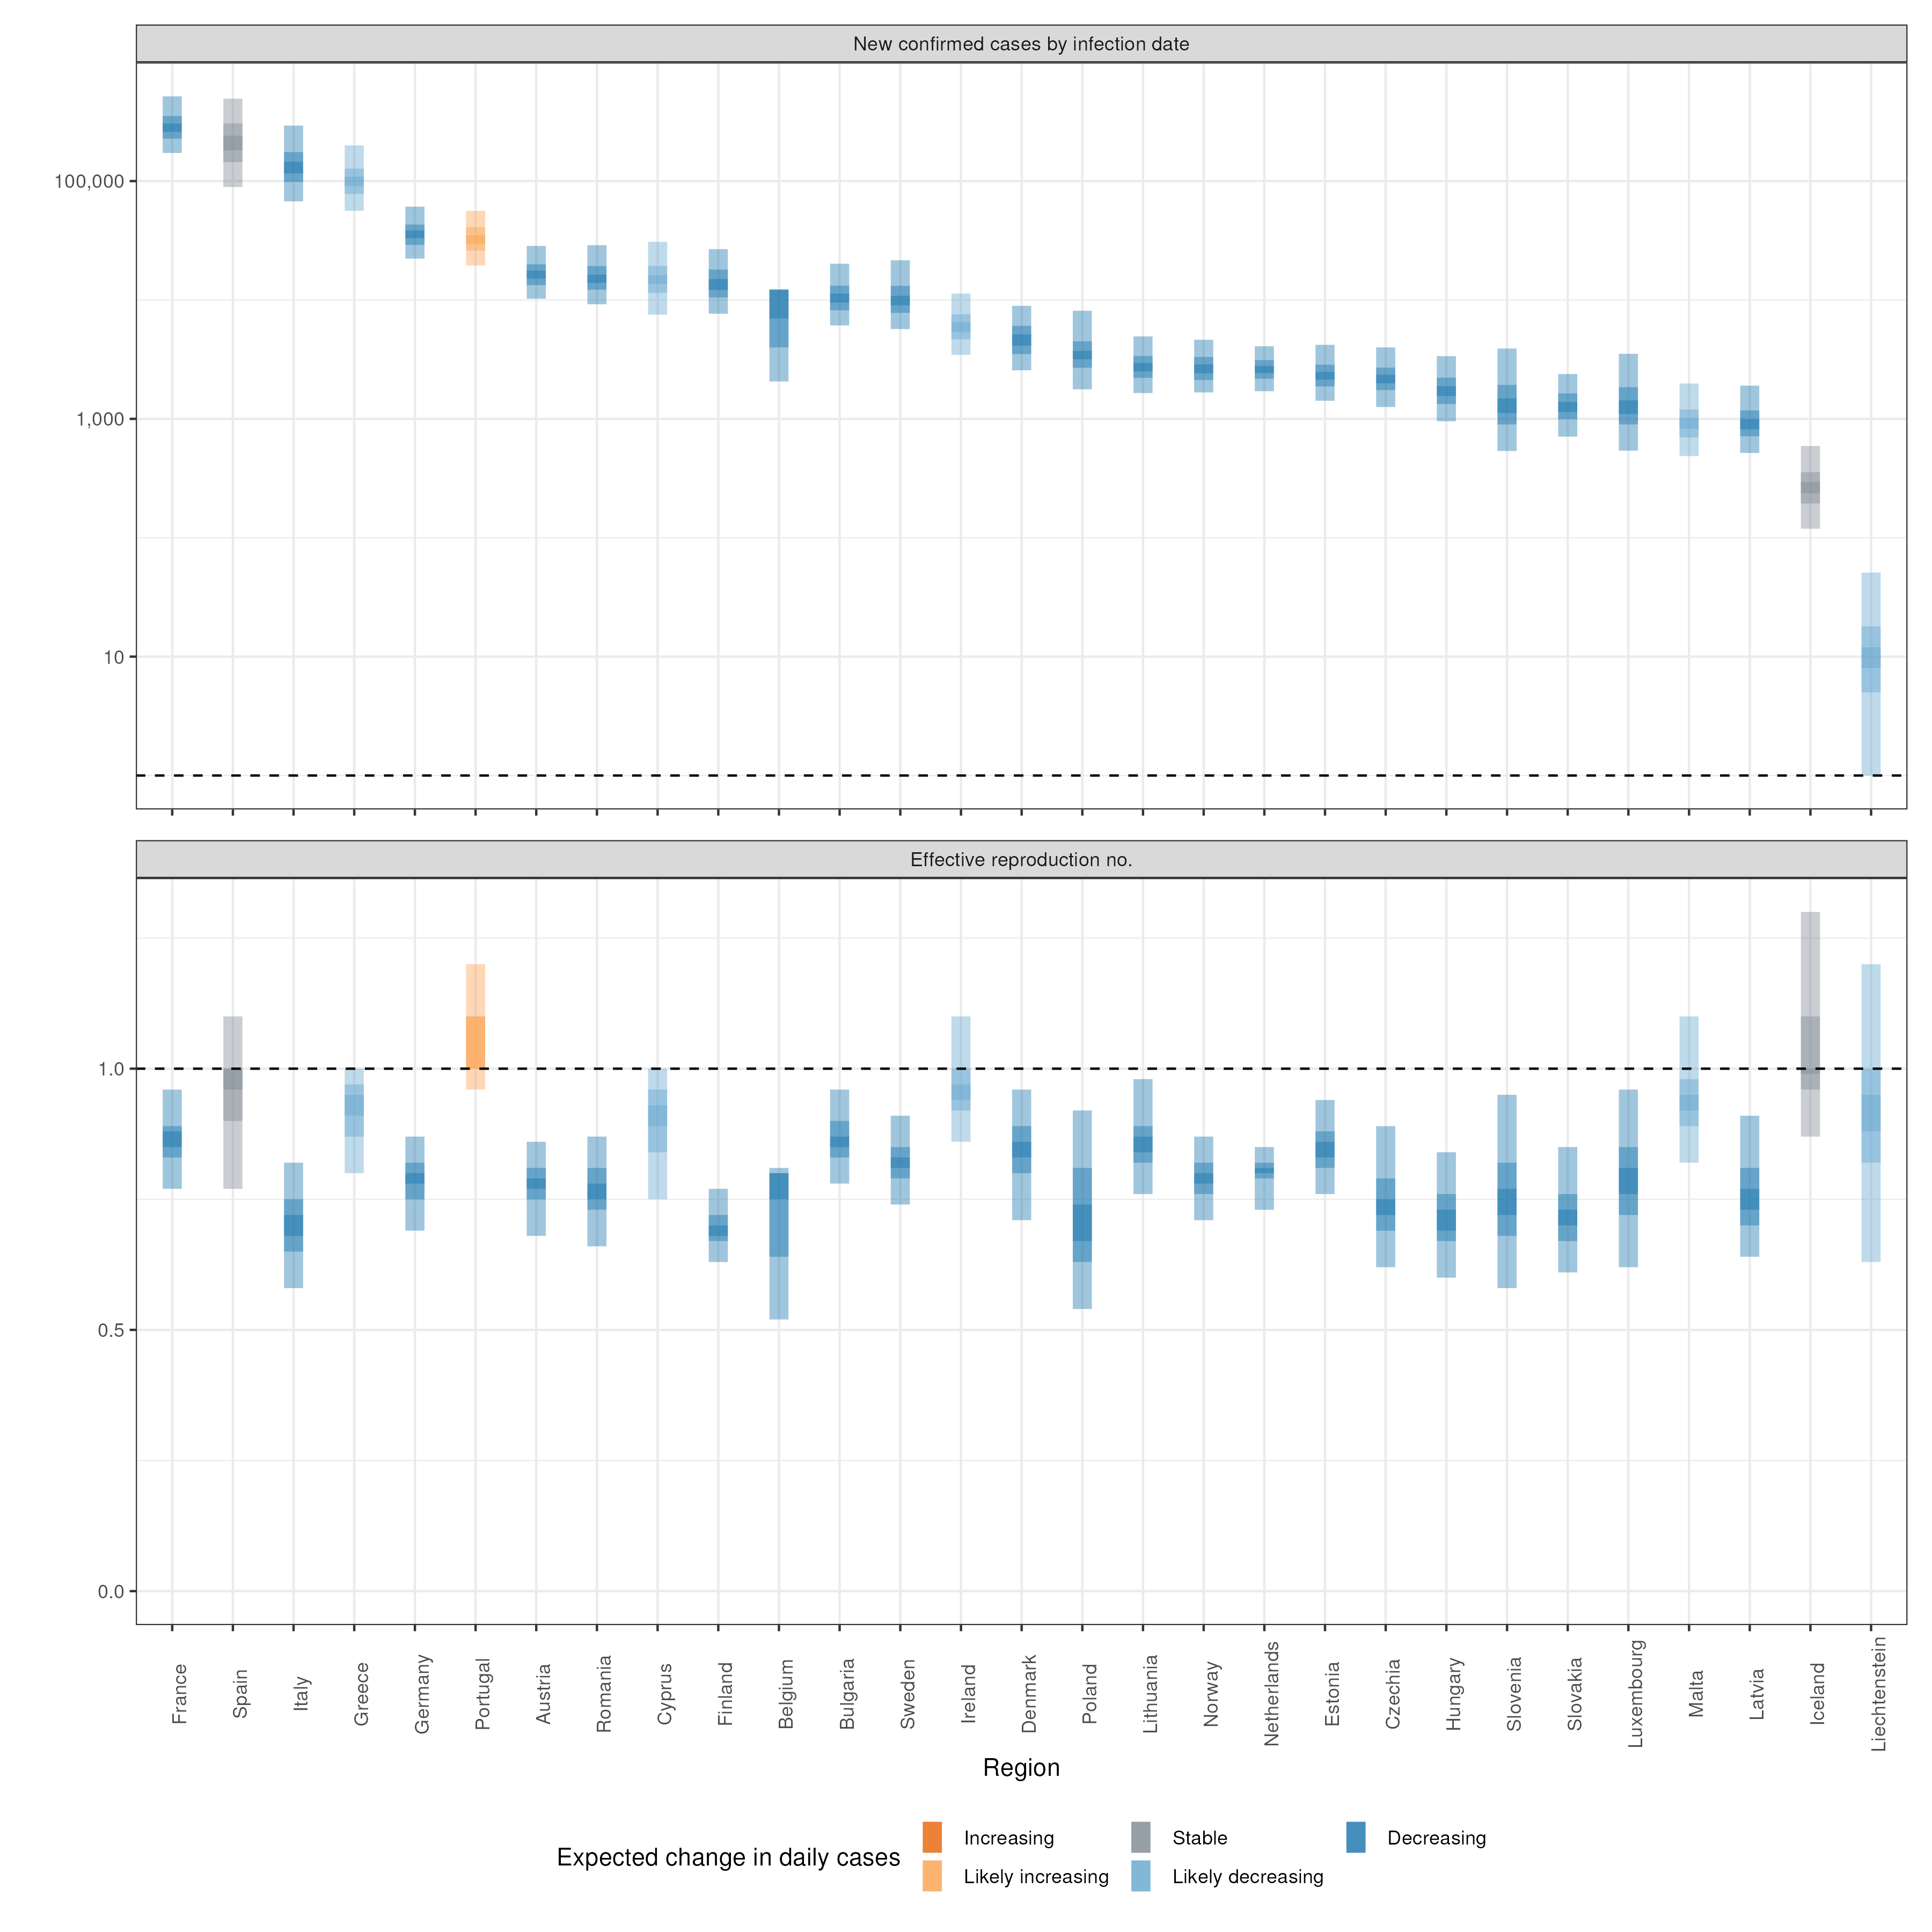 New confirmed cases by infection date
100,000
1,000
10
Effective reproduction no.
1.0
0.5
0.0
France
Spain
Italy
Greece
Germany
Portugal
Austria
Romania
Cyprus
Finland
Belgium
Bulgaria
Sweden
Ireland
Denmark
Poland
Lithuania
Norway
Netherlands
Estonia
Czechia
Hungary
Slovenia
Slovakia
Luxembourg
Malta
Latvia
Iceland
Liechtenstein
Region
Expected change in daily cases
Increasing
Stable
Decreasing
Likely increasing
Likely decreasing